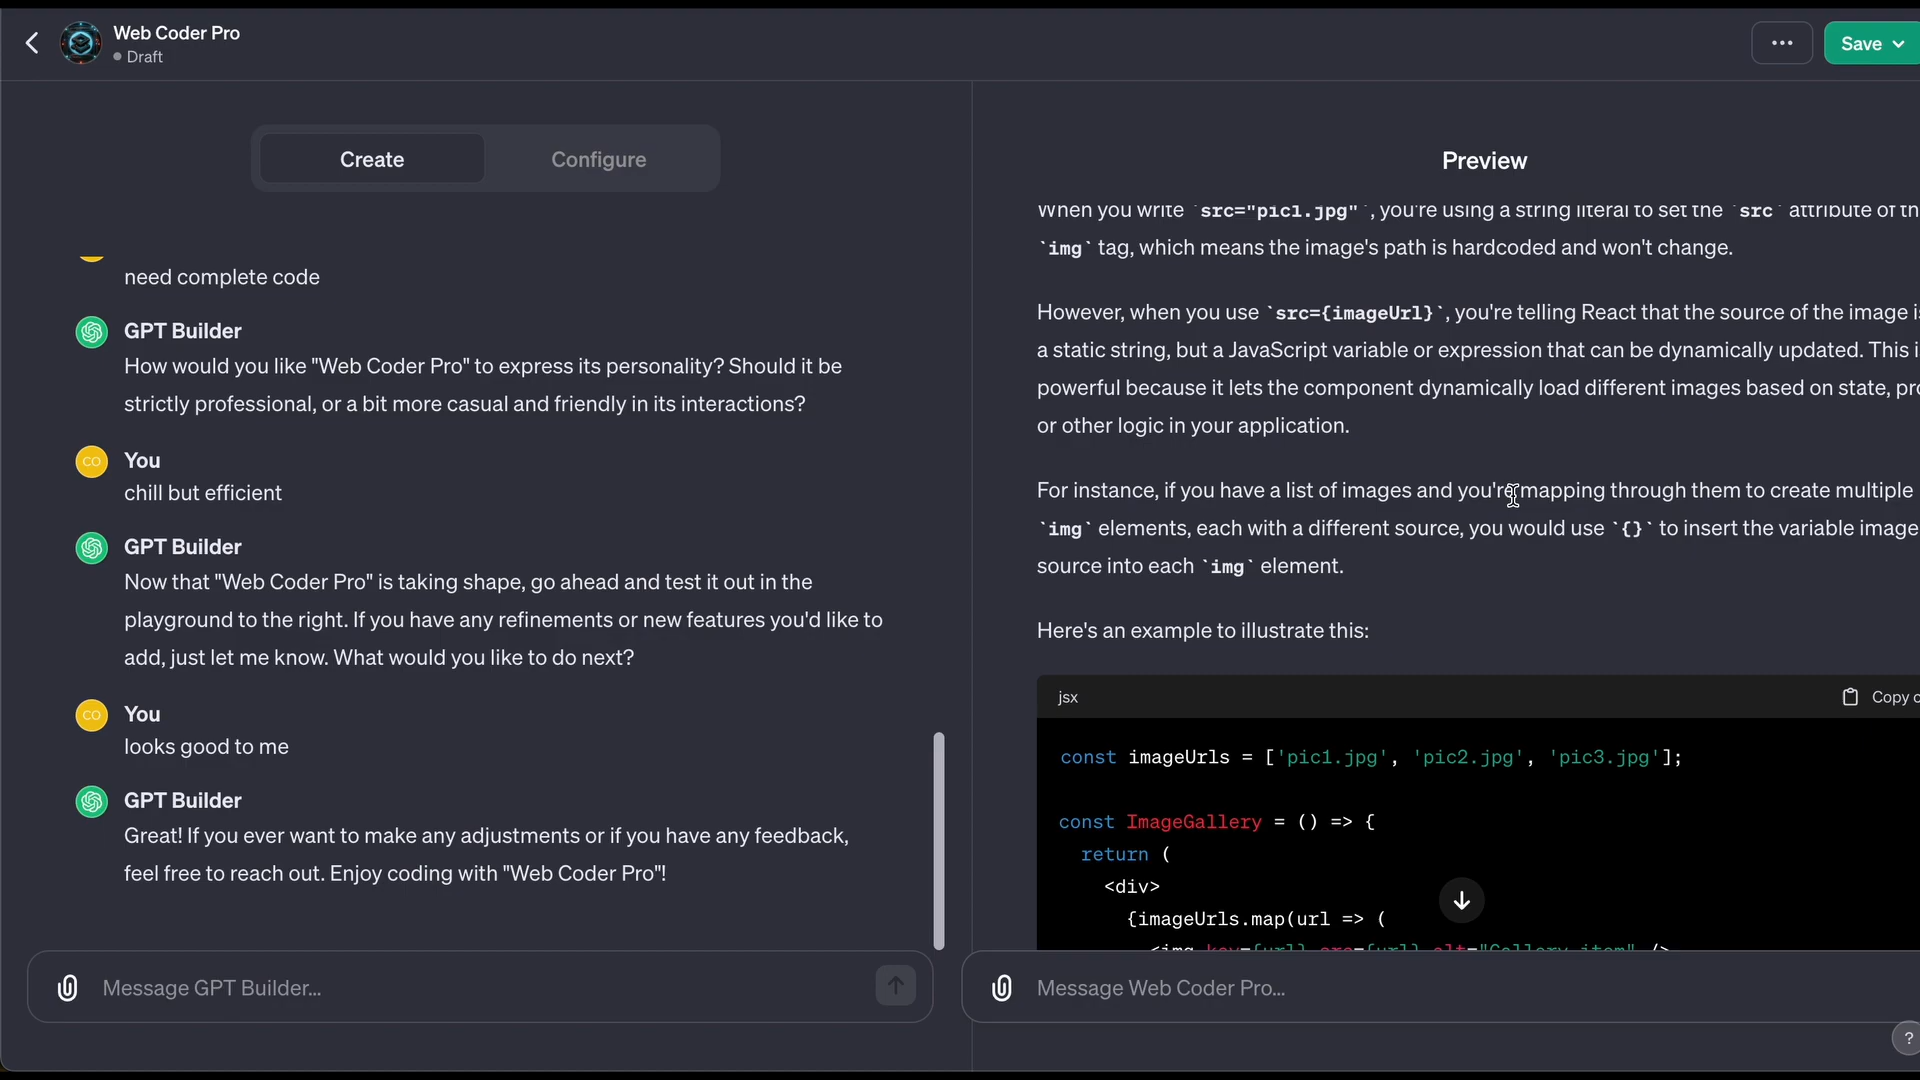 Web Coder Pro
Draft
Save
Create
Configure
need complete code
GPT Builder
How would you like "Web Coder Pro" to express its personality? Should it be
strictly professional, or a bit more casual and friendly in its interactions?
CO
You
chill but efficient
GPT Builder
Now that "Web Coder Pro" is taking shape, go ahead and test it out in the
playground to the right. If you have any refinements or new features you'd like to
add, just let me know. What would you like to do next?
CO
You
looks good to me
GPT Builder
Great! If you ever want to make any adjustments or if you have any feedback,
feel free to reach out. Enjoy coding with "Web Coder Pro"!
Message GPT Builder...
Preview
When you write `src="pic1.jpg"`, you're using a string literal to set the `src` attribute of th
`img` tag, which means the image's path is hardcoded and won't change.
However, when you use `src={imageUrl}`, you're telling React that the source of the image i
a static string, but a JavaScript variable or expression that can be dynamically updated. This i
powerful because it lets the component dynamically load different images based on state, pro
or other logic in your application.
For instance, if you have a list of images and you're mapping through them to create multiple
`img` elements, each with a different source, you would use `{}` to insert the variable image
source into each `img` element.
Here's an example to illustrate this:
jsx
Copy c
const imageUrls = ['pic1.jpg', 'pic2.jpg', 'pic3.jpg'];
const ImageGallery = () => {
return (
<div>
{imageUrls.map(url => (
<img key={url} src={url} alt="Gallery item" />
Message Web Coder Pro...
?